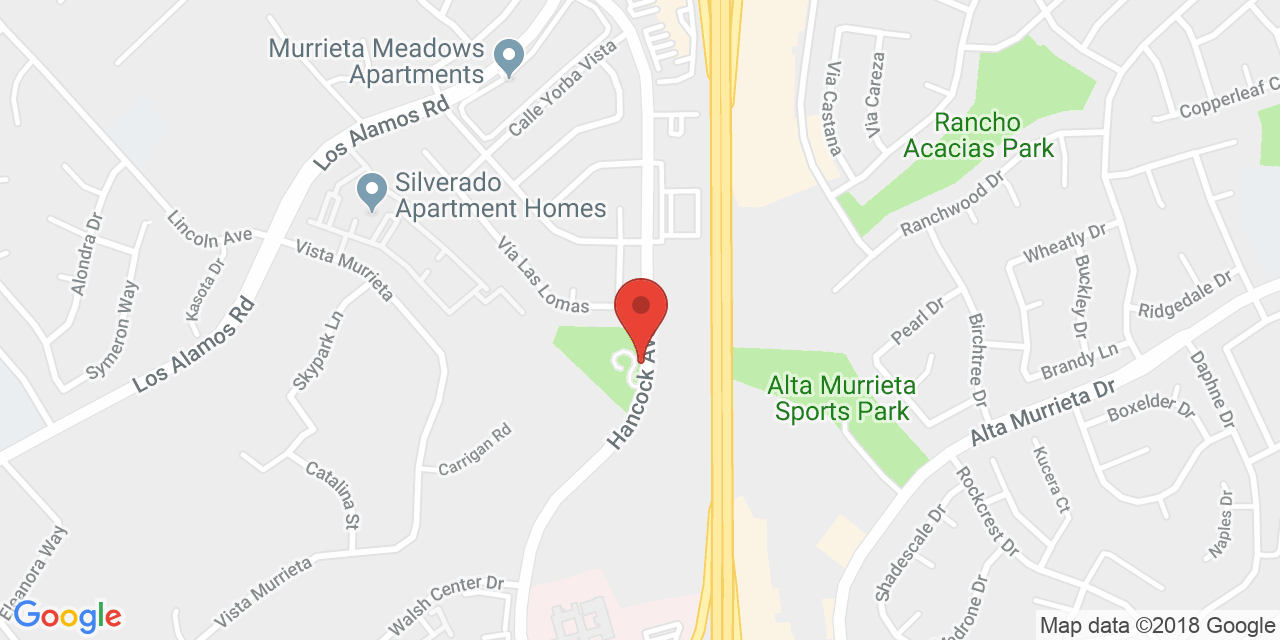 Murrieta Meadows
Apartments
Los Alamos Rd
Calle Yorba Vista
Via Castana
Via Careza
Copperleaf C
Rancho
Acacias Park
Silverado
Apartment Homes
Ranchwood Dr
Wheatly Dr
Buckley Dr
Ridgedale Dr
Alondra Dr
Lincoln Ave
Kasota Dr
Symeron Way
Vista Murrieta
Vía Las Lomas
Los Alamos Rd
Skypark Ln
Hancock Av
Pearl Dr
Birchtree Dr
Brandy Ln
Daphne Dr
Alta Murrieta
Sports Park
Alta Murrieta Dr
Boxelder Dr
Carrigan Rd
Catalina St
Kucera Ct
Rockcrest Dr
Naples Dr
Shadescale Dr
adrone Dr
Eleanora Way
Vista Murrieta
Walsh Center Dr
Google
Map data ©2018 Google